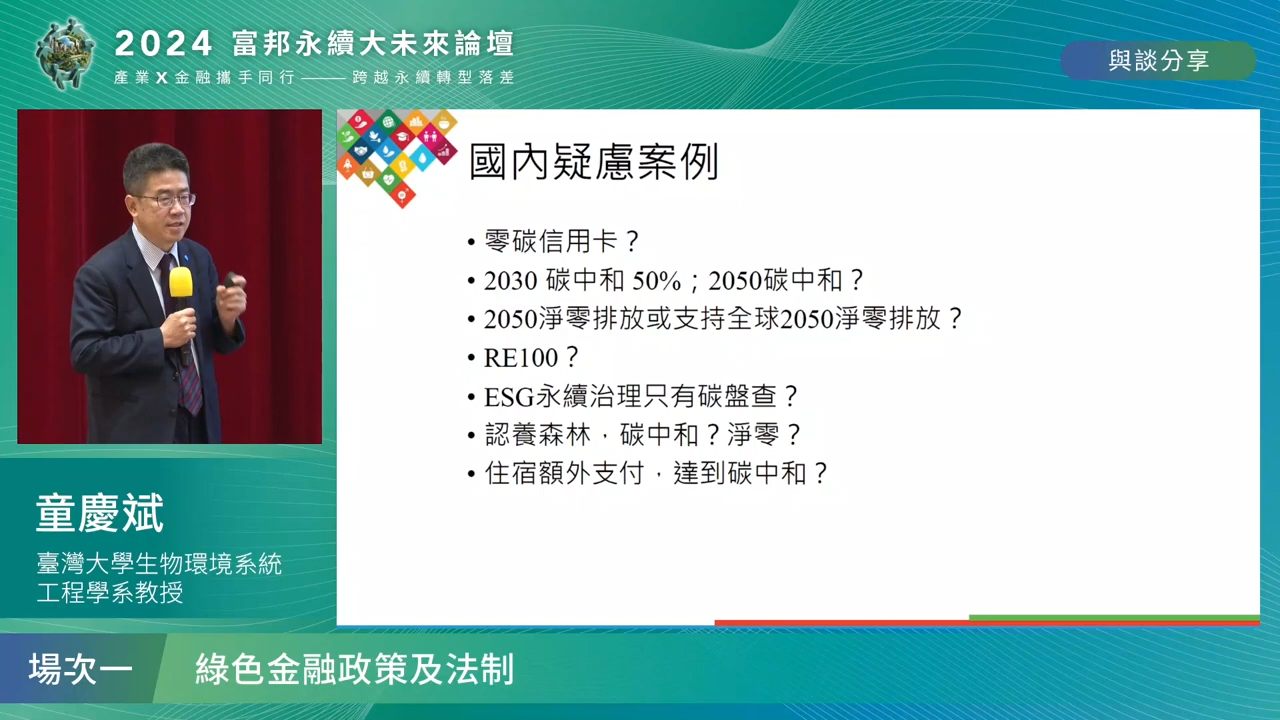 2024 富邦永續大未來論壇
產業X金融攜手同行——跨越永續轉型落差
與談分享
國內疑慮案例
• 零碳信用卡？
• 2030 碳中和 50%；2050碳中和？
• 2050淨零排放或支持全球2050淨零排放？
• RE100？
• ESG永續治理只有碳盤查？
• 認養森林，碳中和？淨零？
• 住宿額外支付，達到碳中和？
童慶斌
臺灣大學生物環境系統
工程學系教授
場次一
綠色金融政策及法制